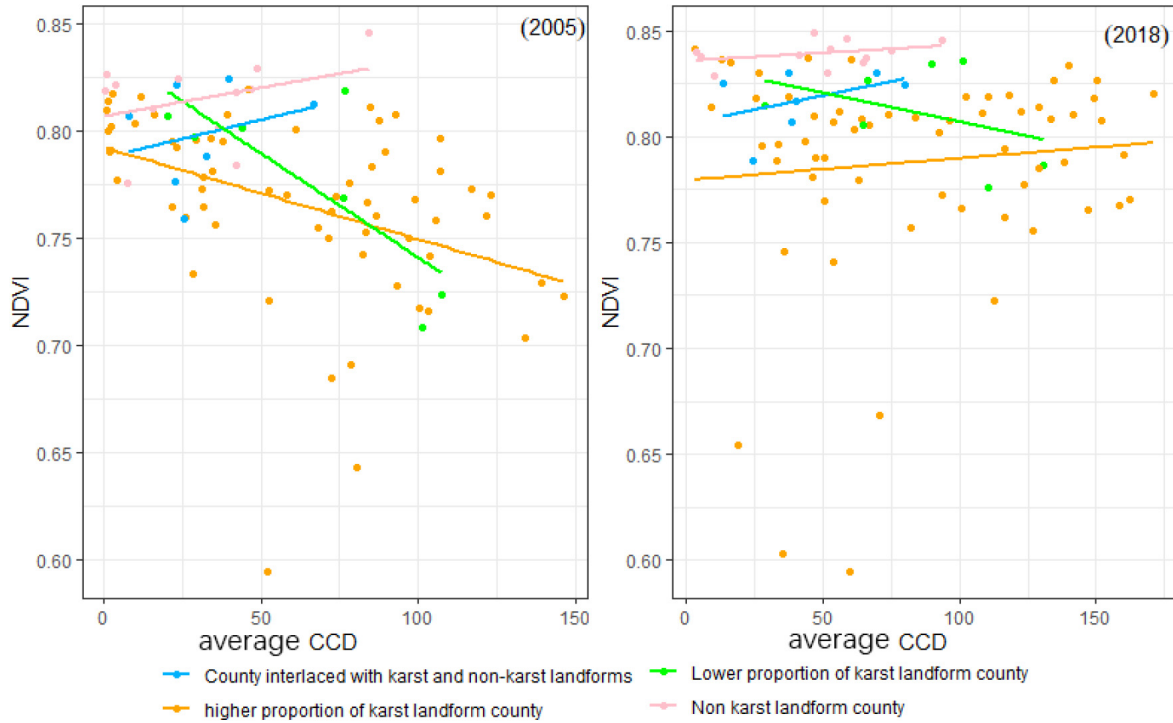 (2005)
(2018)
NDVI
0.85
0.80
0.75
0.70
0.65
0.60
0 50 100 150
average CCD
NDVI
0.85
0.80
0.75
0.70
0.65
0.60
0 50 100 150
average CCD
County interlaced with karst and non-karst landforms
Lower proportion of karst landform county
higher proportion of karst landform county
Non karst landform county